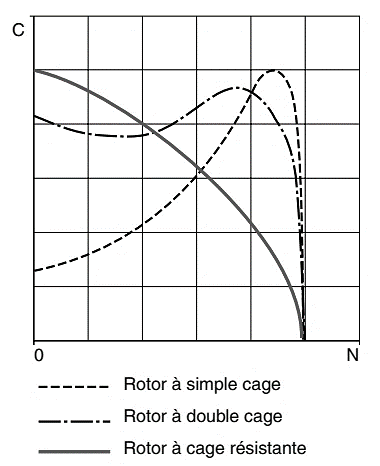 C
0 N
Rotor à simple cage
Rotor à double cage
Rotor à cage résistante